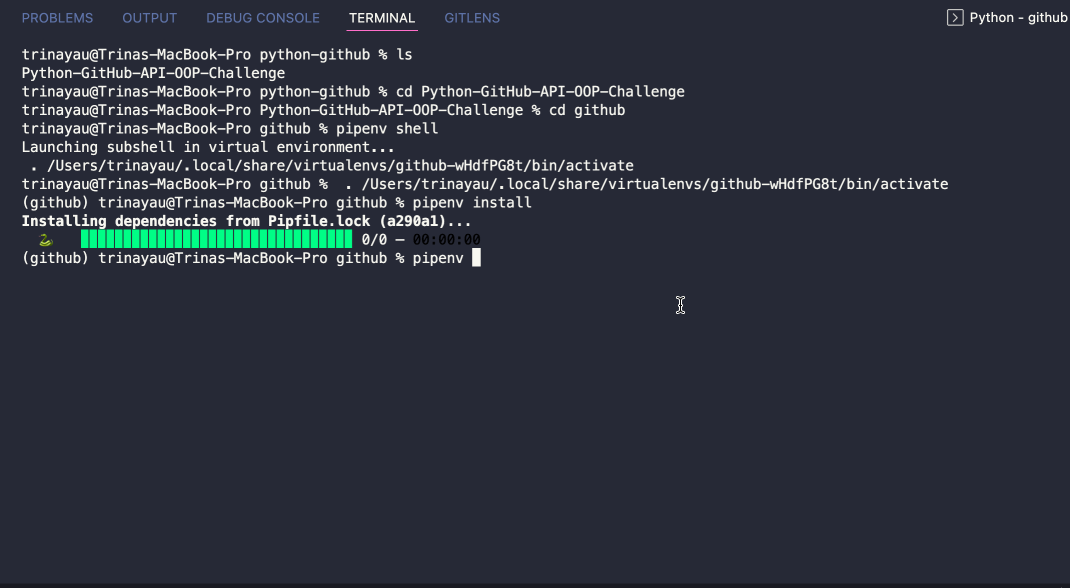 PROBLEMS OUTPUT DEBUG CONSOLE TERMINAL GITLENS Python - github
trinayau@Trinas-MacBook-Pro python-github % ls
Python-GitHub-API-OOP-Challenge
trinayau@Trinas-MacBook-Pro python-github % cd Python-GitHub-API-OOP-Challenge
trinayau@Trinas-MacBook-Pro Python-GitHub-API-OOP-Challenge % cd github
trinayau@Trinas-MacBook-Pro github % pipenv shell
Launching subshell in virtual environment...
. /Users/trinayau/.local/share/virtualenvs/github-wHdfPG8t/bin/activate
trinayau@Trinas-MacBook-Pro github %  . /Users/trinayau/.local/share/virtualenvs/github-wHdfPG8t/bin/activate
(github) trinayau@Trinas-MacBook-Pro github % pipenv install
Installing dependencies from Pipfile.lock (a290a1)...
0/0 — 00:00:00
(github) trinayau@Trinas-MacBook-Pro github % pipenv